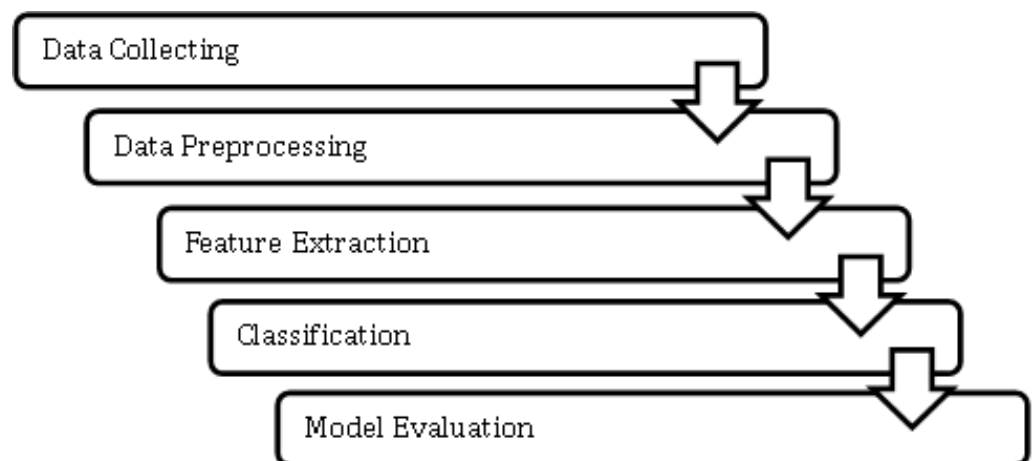 Data Collecting
Data Preprocessing
Feature Extraction
Classification
Model Evaluation